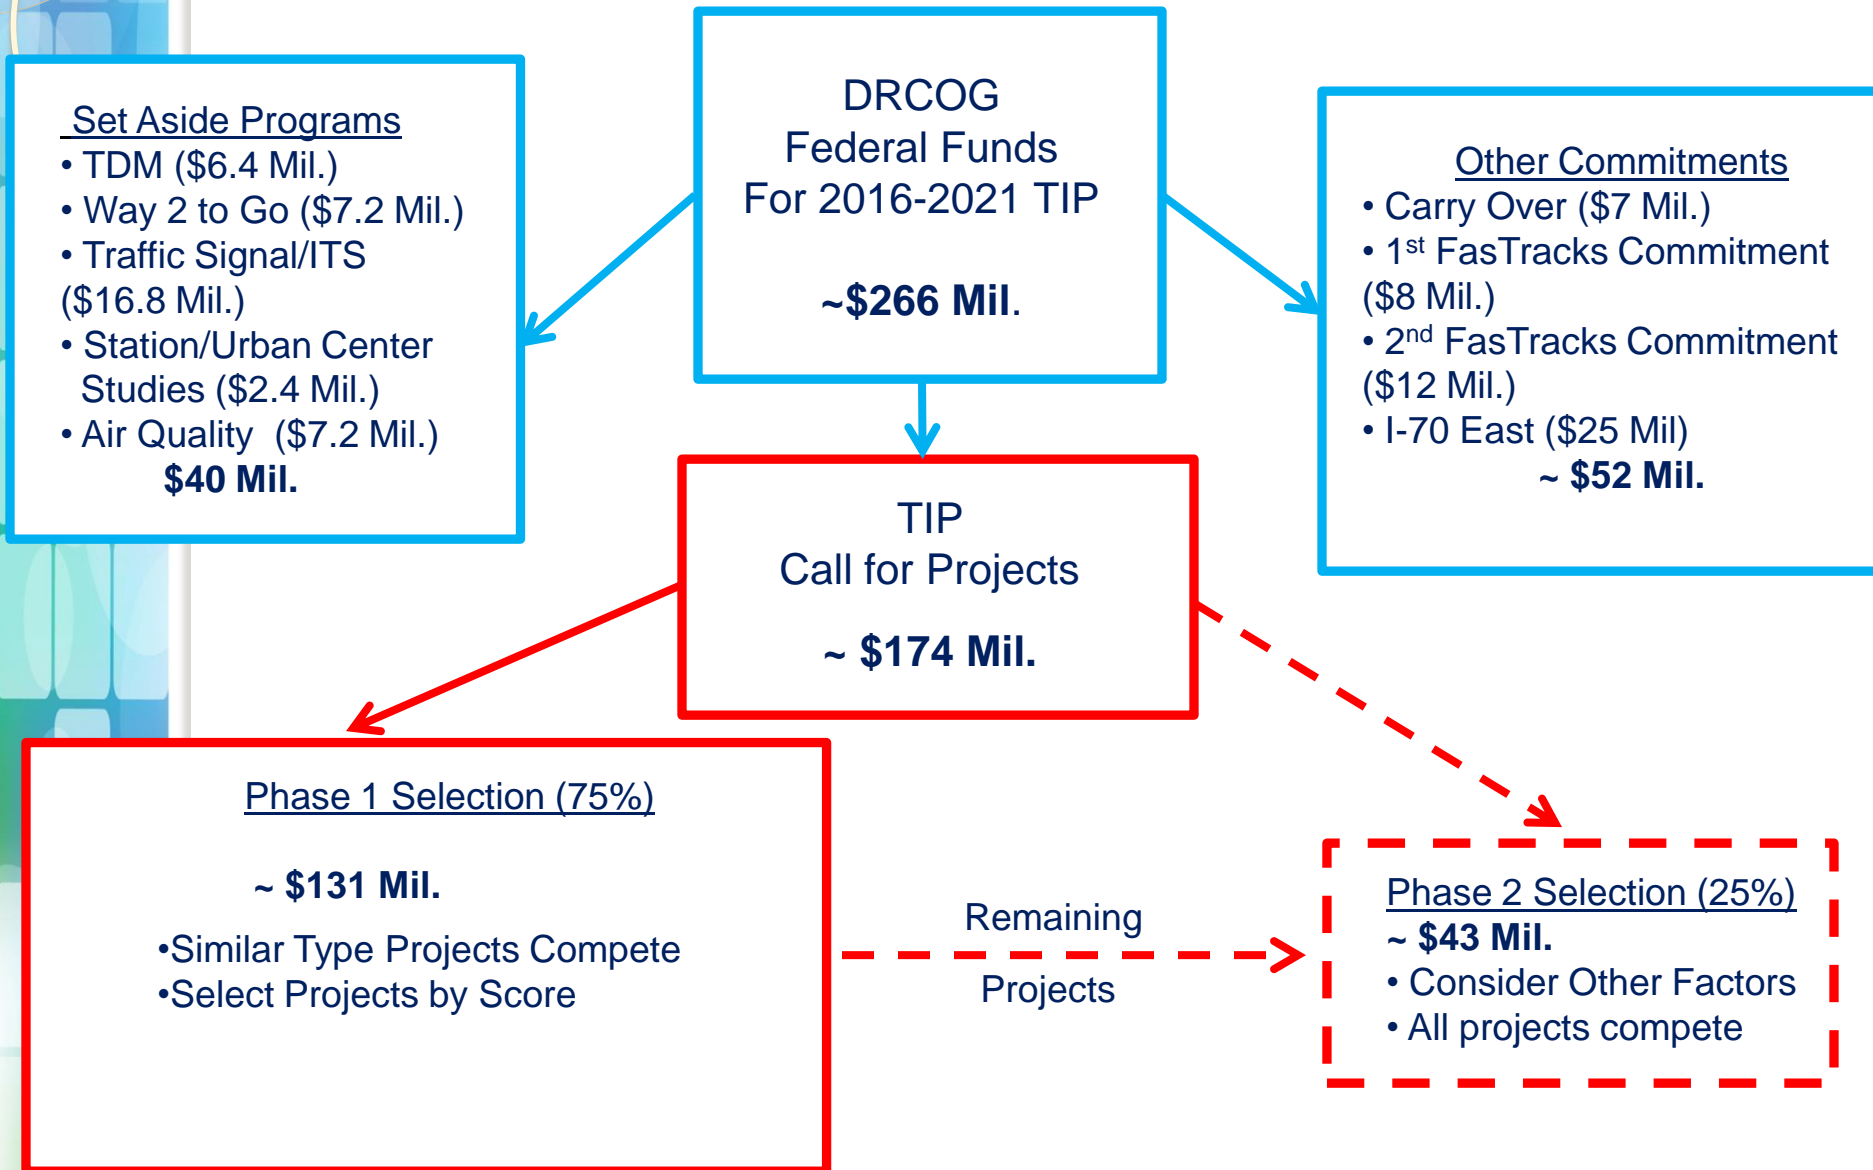 DRCOG
Federal Funds
For 2016-2021 TIP
~$266 Mil.
Set Aside Programs
• TDM ($6.4 Mil.)
• Way 2 to Go ($7.2 Mil.)
• Traffic Signal/ITS
($16.8 Mil.)
• Station/Urban Center
Studies ($2.4 Mil.)
• Air Quality ($7.2 Mil.)
$40 Mil.
Other Commitments
• Carry Over ($7 Mil.)
• 1st FasTracks Commitment
($8 Mil.)
• 2nd FasTracks Commitment
($12 Mil.)
• I-70 East ($25 Mil)
~ $52 Mil.
TIP
Call for Projects
~ $174 Mil.
Phase 1 Selection (75%)
~ $131 Mil.
•Similar Type Projects Compete
•Select Projects by Score
Remaining
Projects
Phase 2 Selection (25%)
~ $43 Mil.
• Consider Other Factors
• All projects compete